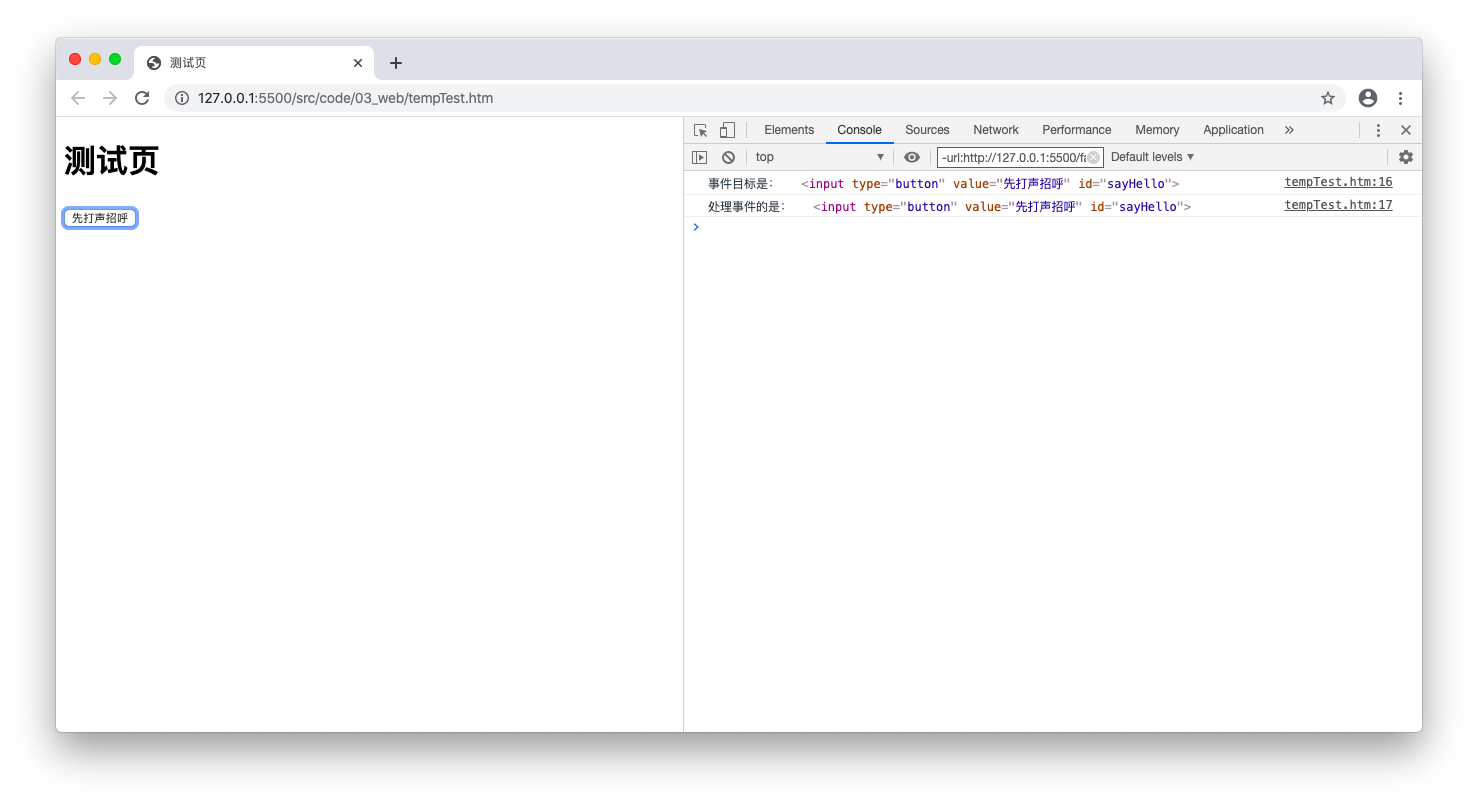 测试页
127.0.0.1:5500/src/code/03_web/tempTest.htm
测试页
先打声招呼
Elements Console Sources Network Performance Memory Application »
top -url:http://127.0.0.1:5500/fa Default levels
事件目标是: <input type="button" value="先打声招呼" id="sayHello"> tempTest.htm:16
处理事件的是: <input type="button" value="先打声招呼" id="sayHello"> tempTest.htm:17